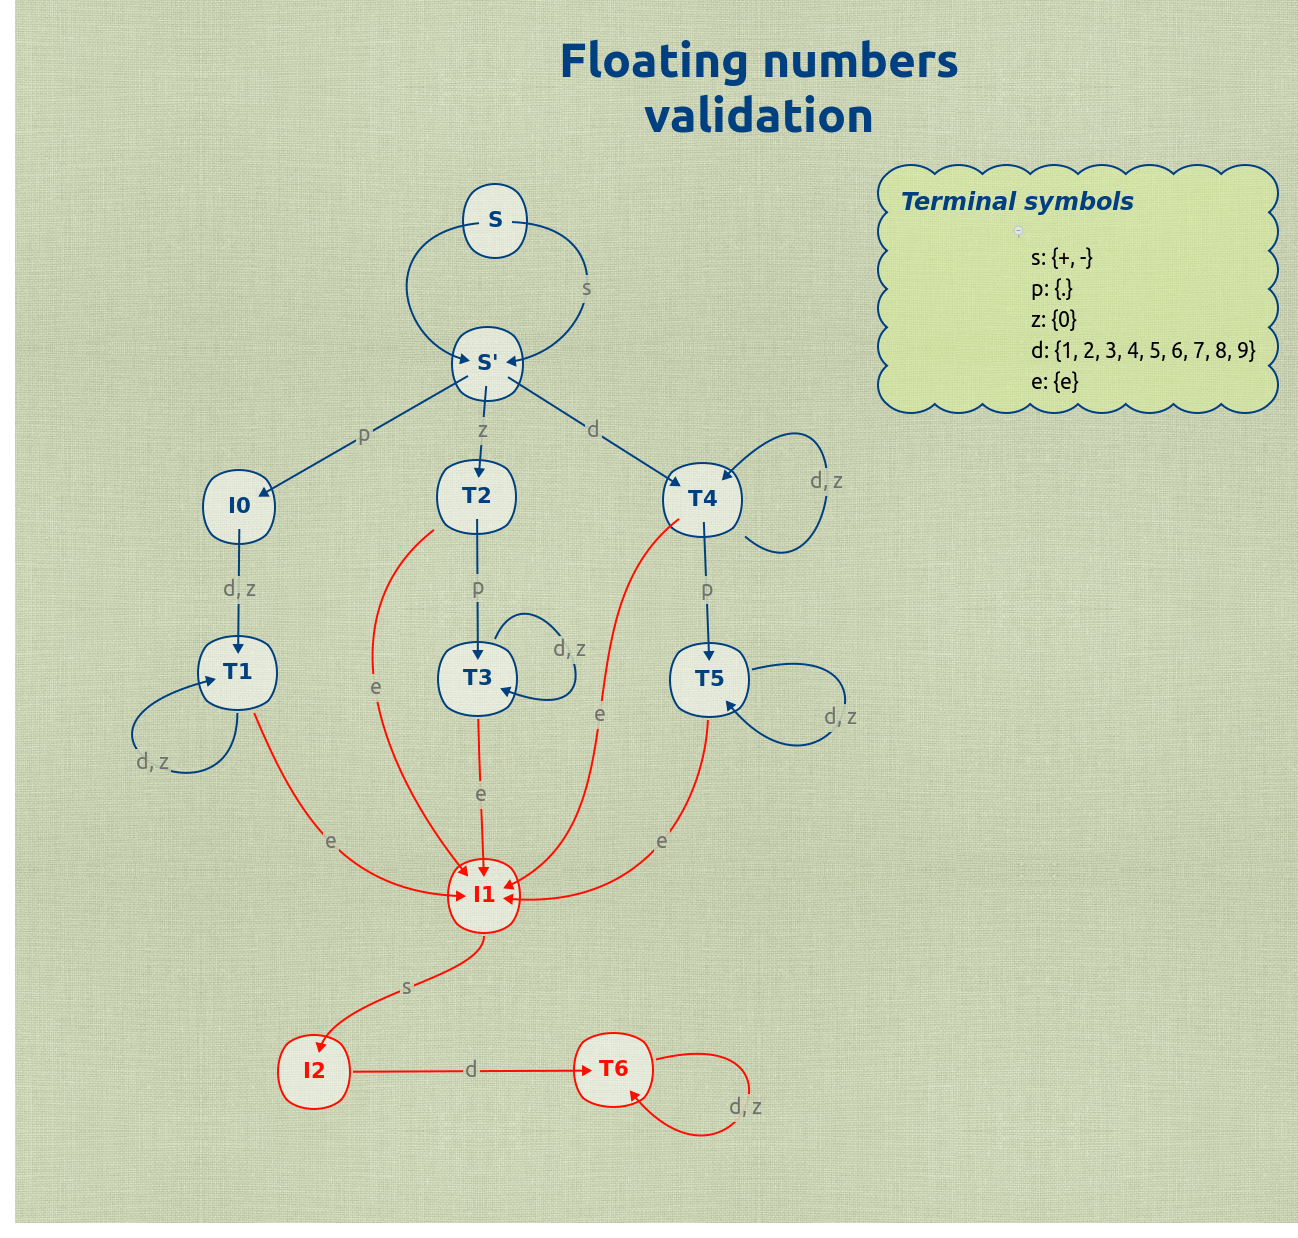 Floating numbers
validation
Terminal symbols
s: {+, -}
p: {.}
z: {0}
d: {1, 2, 3, 4, 5, 6, 7, 8, 9}
e: {e}
S
s
S'
p
z
d
I0
T2
T4
d, z
d, z
p
p
T1
T3
d, z
T5
d, z
d, z
e
e
e
e
e
I1
s
I2
d
T6
d, z